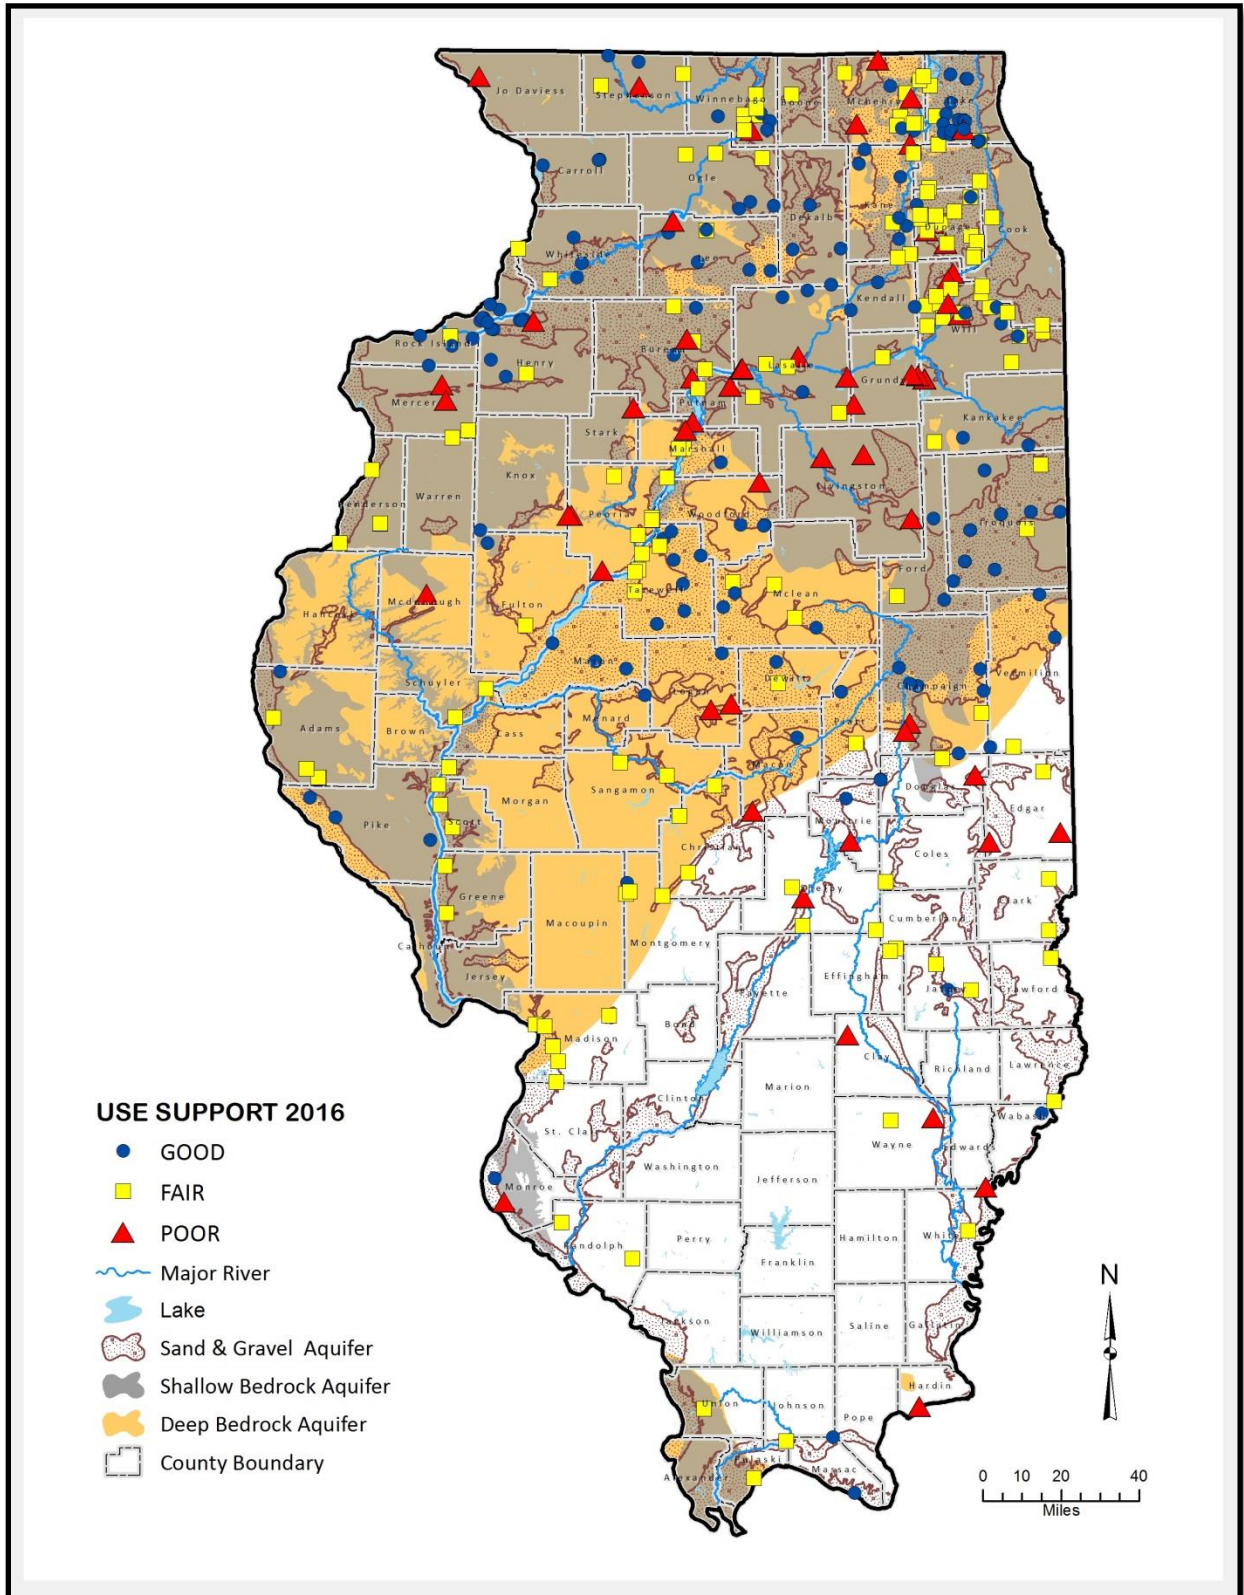 Jo Daviess
Stephenson
Winnebago
Boone
McHenry
Lake
Carroll
Ogle
Dekalb
Kane
Dupage
Cook
Whiteside
Lee
Kendall
Will
Rock Island
Henry
Bureau
Lasalle
Grundy
Mercer
Putnam
Kankakee
Stark
Marshall
Knox
Livingston
Henderson
Warren
Peoria
Woodford
Iroquois
Ford
Hancock
Mcdonough
Fulton
Tazewell
Mclean
Mason
Schuyler
Logan
Dewitt
Champaign
Vermilion
Adams
Brown
Cass
Menard
Piatt
Macon
Morgan
Sangamon
Douglas
Edgar
Pike
Scott
Moultrie
Christian
Coles
Greene
Shelby
Clark
Macoupin
Cumberland
Calhoun
Montgomery
Jersey
Effingham
Fayette
Jasper
Crawford
Bond
Madison
Clay
Richland
Lawrence
Marion
Clinton
USE SUPPORT 2016
St. Clair
Wabash
GOOD
Wayne
Edwards
Washington
Jefferson
FAIR
Monroe
POOR
Randolph
Perry
Hamilton
White
Franklin
Major River
N
Lake
Jackson
Williamson
Saline
Gallatin
Sand & Gravel Aquifer
Shallow Bedrock Aquifer
Hardin
Union
Johnson
Pope
Deep Bedrock Aquifer
County Boundary
Pulaski
Massac
Alexander
0 10 20 40
Miles